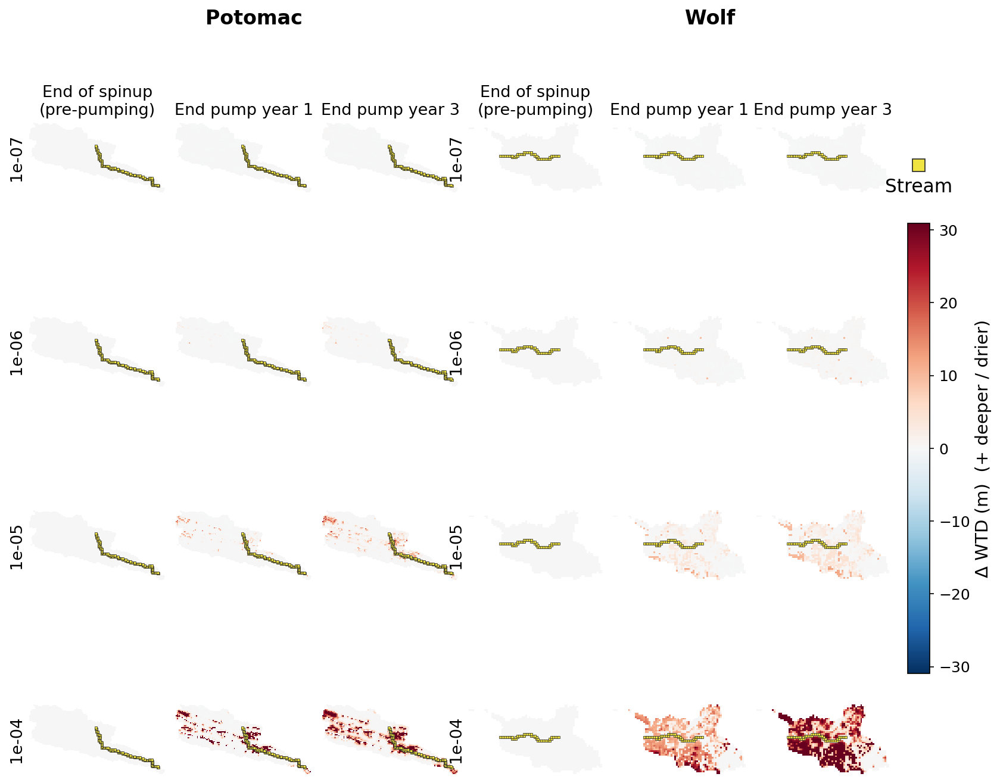 Potomac
Wolf
End of spinup
(pre-pumping)
End pump year 1
End pump year 3
End of spinup
(pre-pumping)
End pump year 1
End pump year 3
1e-07
1e-07
Stream
1e-06
1e-06
1e-05
1e-05
1e-04
1e-04
30
20
10
0
−10
−20
−30
Δ WTD (m)  (+ deeper / drier)